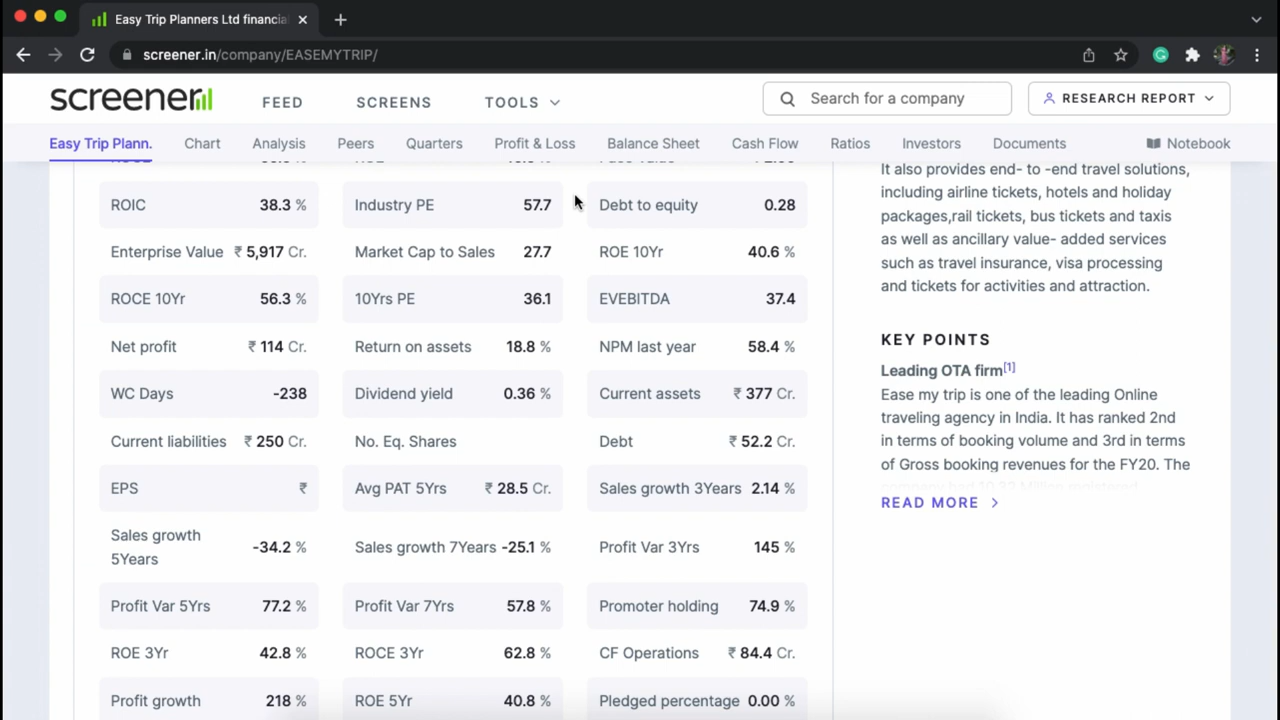 Easy Trip Planners Ltd financial
screener.in/company/EASEMYTRIP/
screener
FEED
SCREENS
TOOLS
Search for a company
RESEARCH REPORT
Easy Trip Plann.
Chart
Analysis
Peers
Quarters
Profit & Loss
Balance Sheet
Cash Flow
Ratios
Investors
Documents
Notebook
ROIC 38.3 %
Industry PE 57.7
Debt to equity 0.28
Enterprise Value ₹ 5,917 Cr.
Market Cap to Sales 27.7
ROE 10Yr 40.6 %
ROCE 10Yr 56.3 %
10Yrs PE 36.1
EVEBITDA 37.4
Net profit ₹ 114 Cr.
Return on assets 18.8 %
NPM last year 58.4 %
WC Days -238
Dividend yield 0.36 %
Current assets ₹ 377 Cr.
Current liabilities ₹ 250 Cr.
No. Eq. Shares
Debt ₹ 52.2 Cr.
EPS ₹
Avg PAT 5Yrs ₹ 28.5 Cr.
Sales growth 3Years 2.14 %
Sales growth
5Years -34.2 %
Sales growth 7Years -25.1 %
Profit Var 3Yrs 145 %
Profit Var 5Yrs 77.2 %
Profit Var 7Yrs 57.8 %
Promoter holding 74.9 %
ROE 3Yr 42.8 %
ROCE 3Yr 62.8 %
CF Operations ₹ 84.4 Cr.
Profit growth 218 %
ROE 5Yr 40.8 %
Pledged percentage 0.00 %
It also provides end- to -end travel solutions,
including airline tickets, hotels and holiday
packages,rail tickets, bus tickets and taxis
as well as ancillary value- added services
such as travel insurance, visa processing
and tickets for activities and attraction.
KEY POINTS
Leading OTA firm[1]
Ease my trip is one of the leading Online
traveling agency in India. It has ranked 2nd
in terms of booking volume and 3rd in terms
of Gross booking revenues for the FY20. The
READ MORE